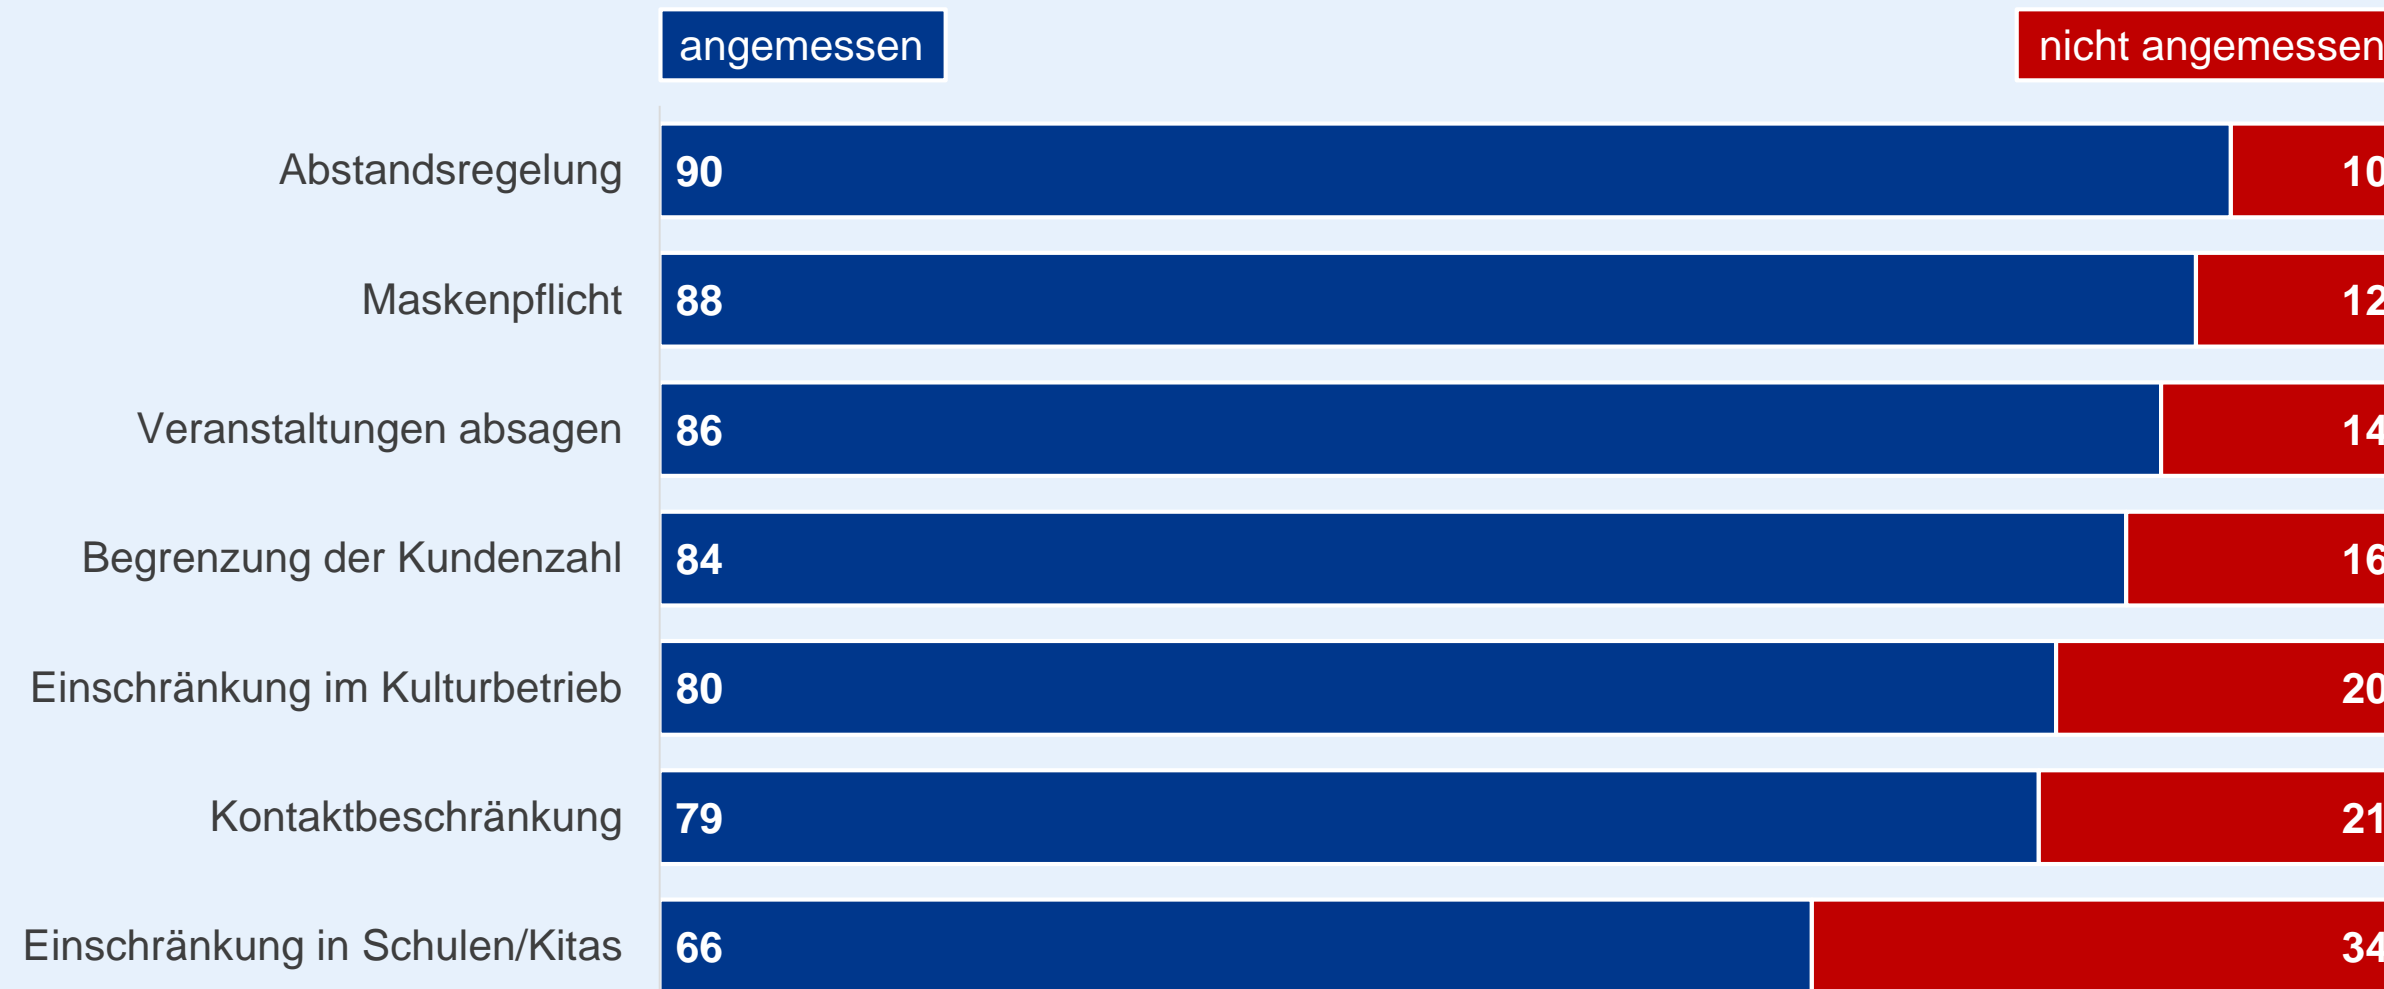 angemessen nicht angemessen
Abstandsregelung 90 10
Maskenpflicht 88 12
Veranstaltungen absagen 86 14
Begrenzung der Kundenzahl 84 16
Einschränkung im Kulturbetrieb 80 20
Kontaktbeschränkung 79 21
Einschränkung in Schulen/Kitas 66 34